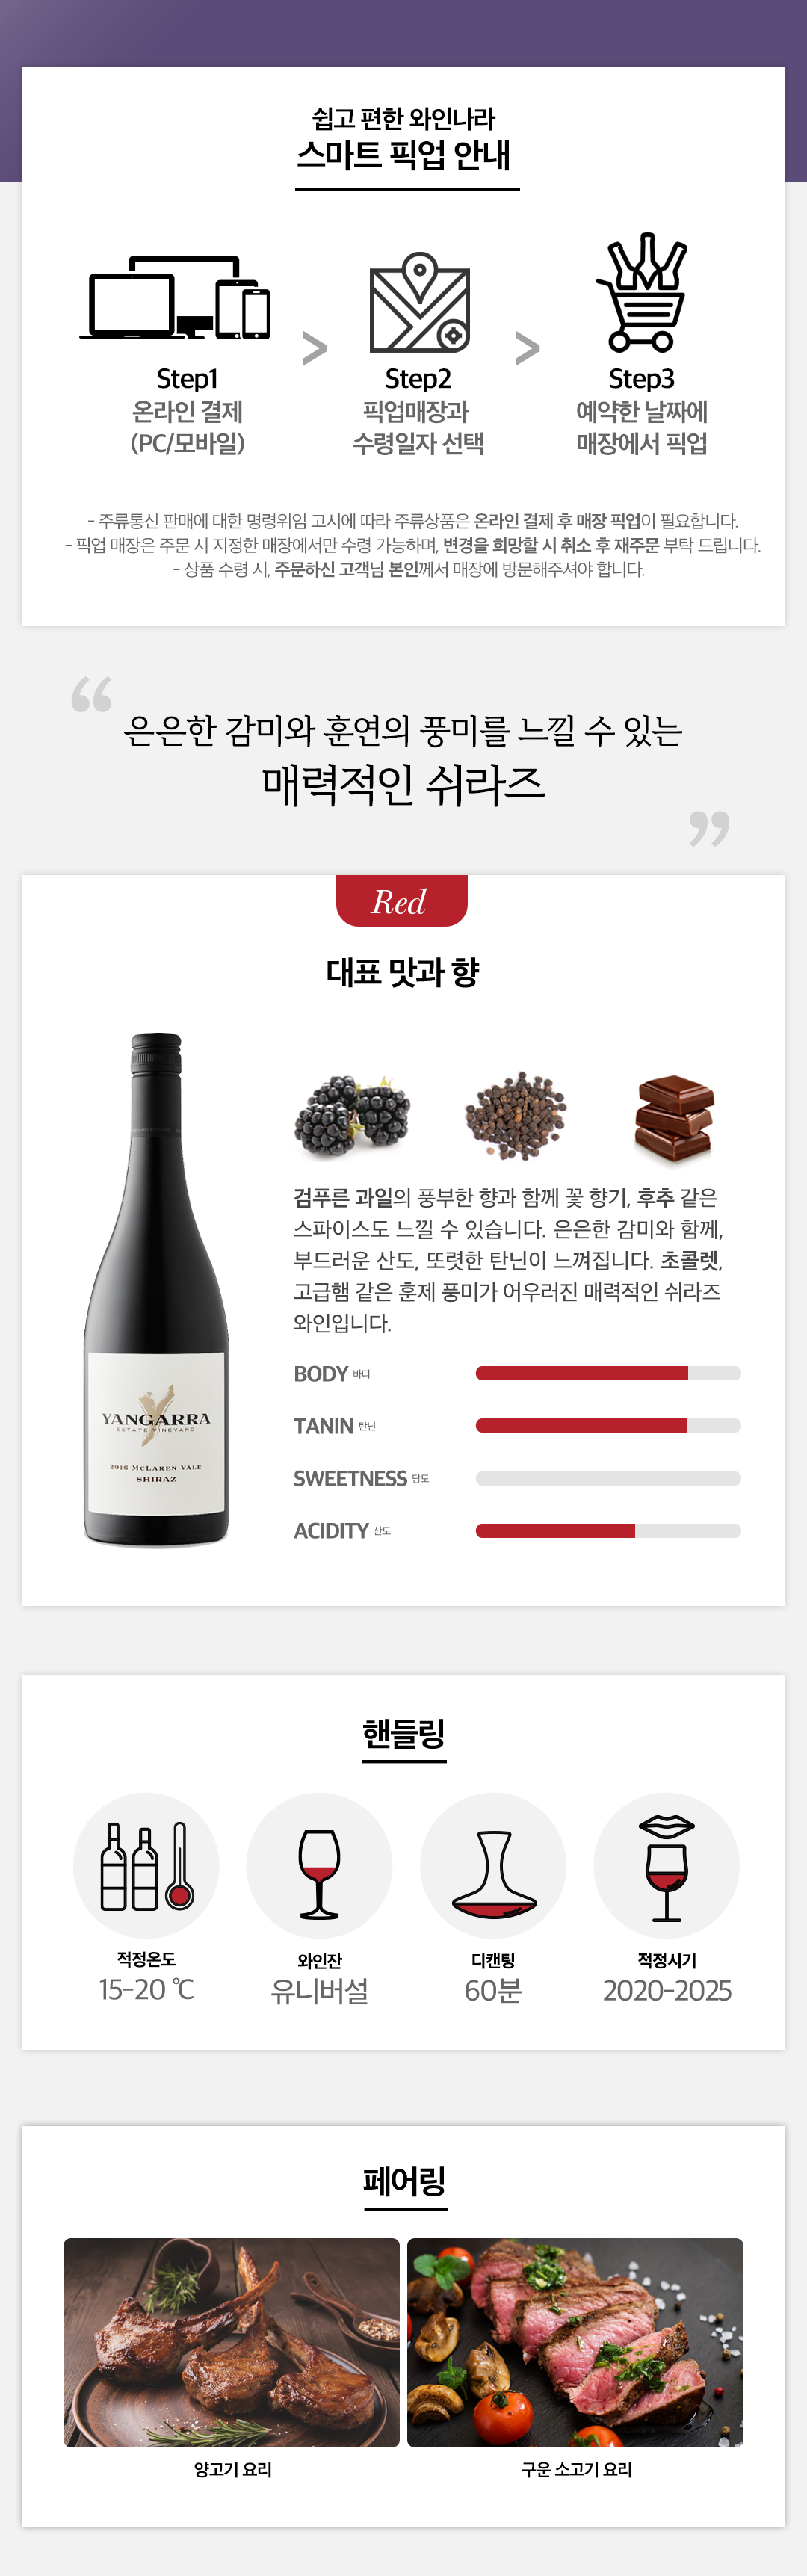 쉽고 편한 와인나라
스마트 픽업 안내
Step1
온라인 결제
(PC/모바일)
>
Step2
픽업매장과
수령일자 선택
>
Step3
예약한 날짜에
매장에서 픽업
- 주류통신 판매에 대한 명령위임 고시에 따라 주류상품은 온라인 결제 후 매장 픽업이 필요합니다.
- 픽업 매장은 주문 시 지정한 매장에서만 수령 가능하며, 변경을 희망할 시 취소 후 재주문 부탁 드립니다.
- 상품 수령 시, 주문하신 고객님 본인께서 매장에 방문해주셔야 합니다.
“ 은은한 감미와 훈연의 풍미를 느낄 수 있는
매력적인 쉬라즈 ”
Red
대표 맛과 향
검푸른 과일의 풍부한 향과 함께 꽃 향기, 후추 같은
스파이스도 느낄 수 있습니다. 은은한 감미와 함께,
부드러운 산도, 또렷한 탄닌이 느껴집니다. 초콜렛,
고급햄 같은 훈제 풍미가 어우러진 매력적인 쉬라즈
와인입니다.
YANGARRA
ESTATE VINEYARD
2016 McLAREN VALE
SHIRAZ
BODY 바디
TANIN 탄닌
SWEETNESS 당도
ACIDITY 산도
핸들링
적정온도
15-20 ℃
와인잔
유니버설
디캔팅
60분
적정시기
2020-2025
페어링
양고기 요리
구운 소고기 요리